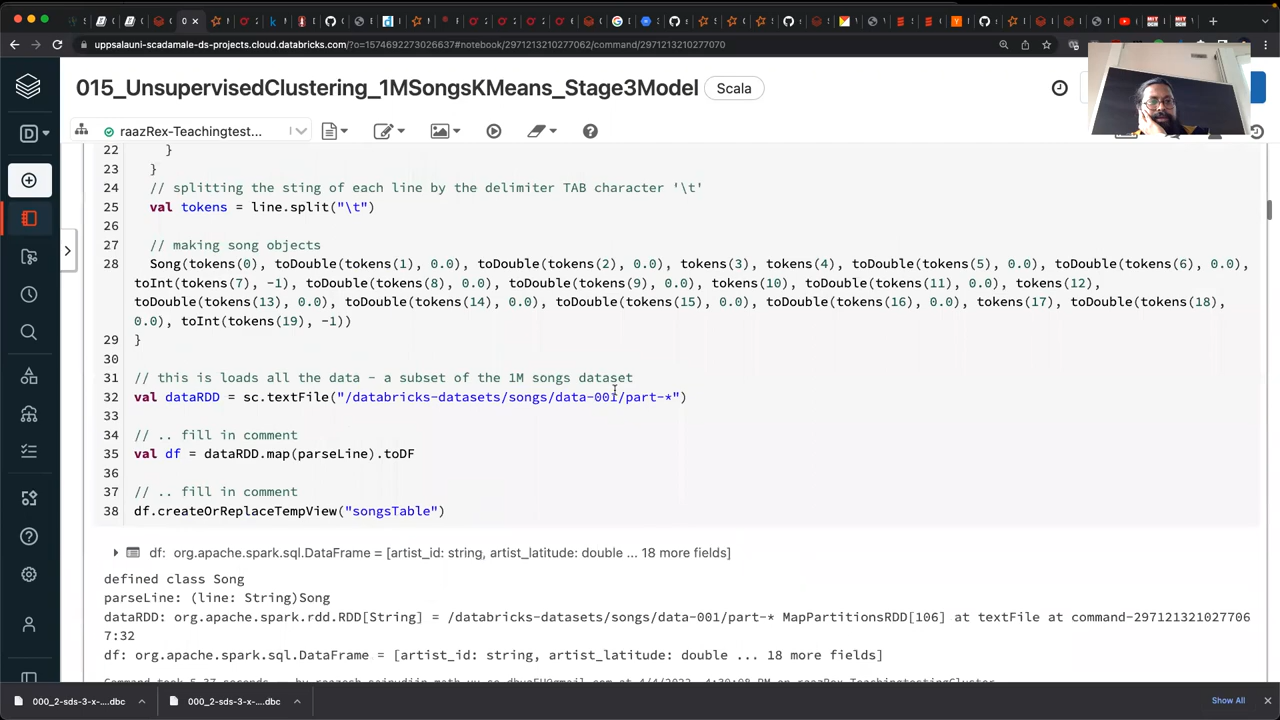 uppsalauni-scadamale-ds-projects.cloud.databricks.com/?o=1574692273026637#notebook/2971213210277062/command/2971213210277070
015_UnsupervisedClustering_1MSongsKMeans_Stage3Model
Scala
raazRex-Teachingtest...
22 }
23 }
24 // splitting the sting of each line by the delimiter TAB character '\t'
25 val tokens = line.split("\t")
26
27 // making song objects
28 Song(tokens(0), toDouble(tokens(1), 0.0), toDouble(tokens(2), 0.0), tokens(3), tokens(4), toDouble(tokens(5), 0.0), toDouble(tokens(6), 0.0),
toInt(tokens(7), -1), toDouble(tokens(8), 0.0), toDouble(tokens(9), 0.0), tokens(10), toDouble(tokens(11), 0.0), tokens(12),
toDouble(tokens(13), 0.0), toDouble(tokens(14), 0.0), toDouble(tokens(15), 0.0), toDouble(tokens(16), 0.0), tokens(17), toDouble(tokens(18),
0.0), toInt(tokens(19), -1))
29 }
30
31 // this is loads all the data - a subset of the 1M songs dataset
32 val dataRDD = sc.textFile("/databricks-datasets/songs/data-001/part-*")
33
34 // .. fill in comment
35 val df = dataRDD.map(parseLine).toDF
36
37 // .. fill in comment
38 df.createOrReplaceTempView("songsTable")
df: org.apache.spark.sql.DataFrame = [artist_id: string, artist_latitude: double ... 18 more fields]
defined class Song
parseLine: (line: String)Song
dataRDD: org.apache.spark.rdd.RDD[String] = /databricks-datasets/songs/data-001/part-* MapPartitionsRDD[106] at textFile at command-297121321027706
7:32
df: org.apache.spark.sql.DataFrame = [artist_id: string, artist_latitude: double ... 18 more fields]
000_2-sds-3-x-....dbc
000_2-sds-3-x-....dbc
Show All